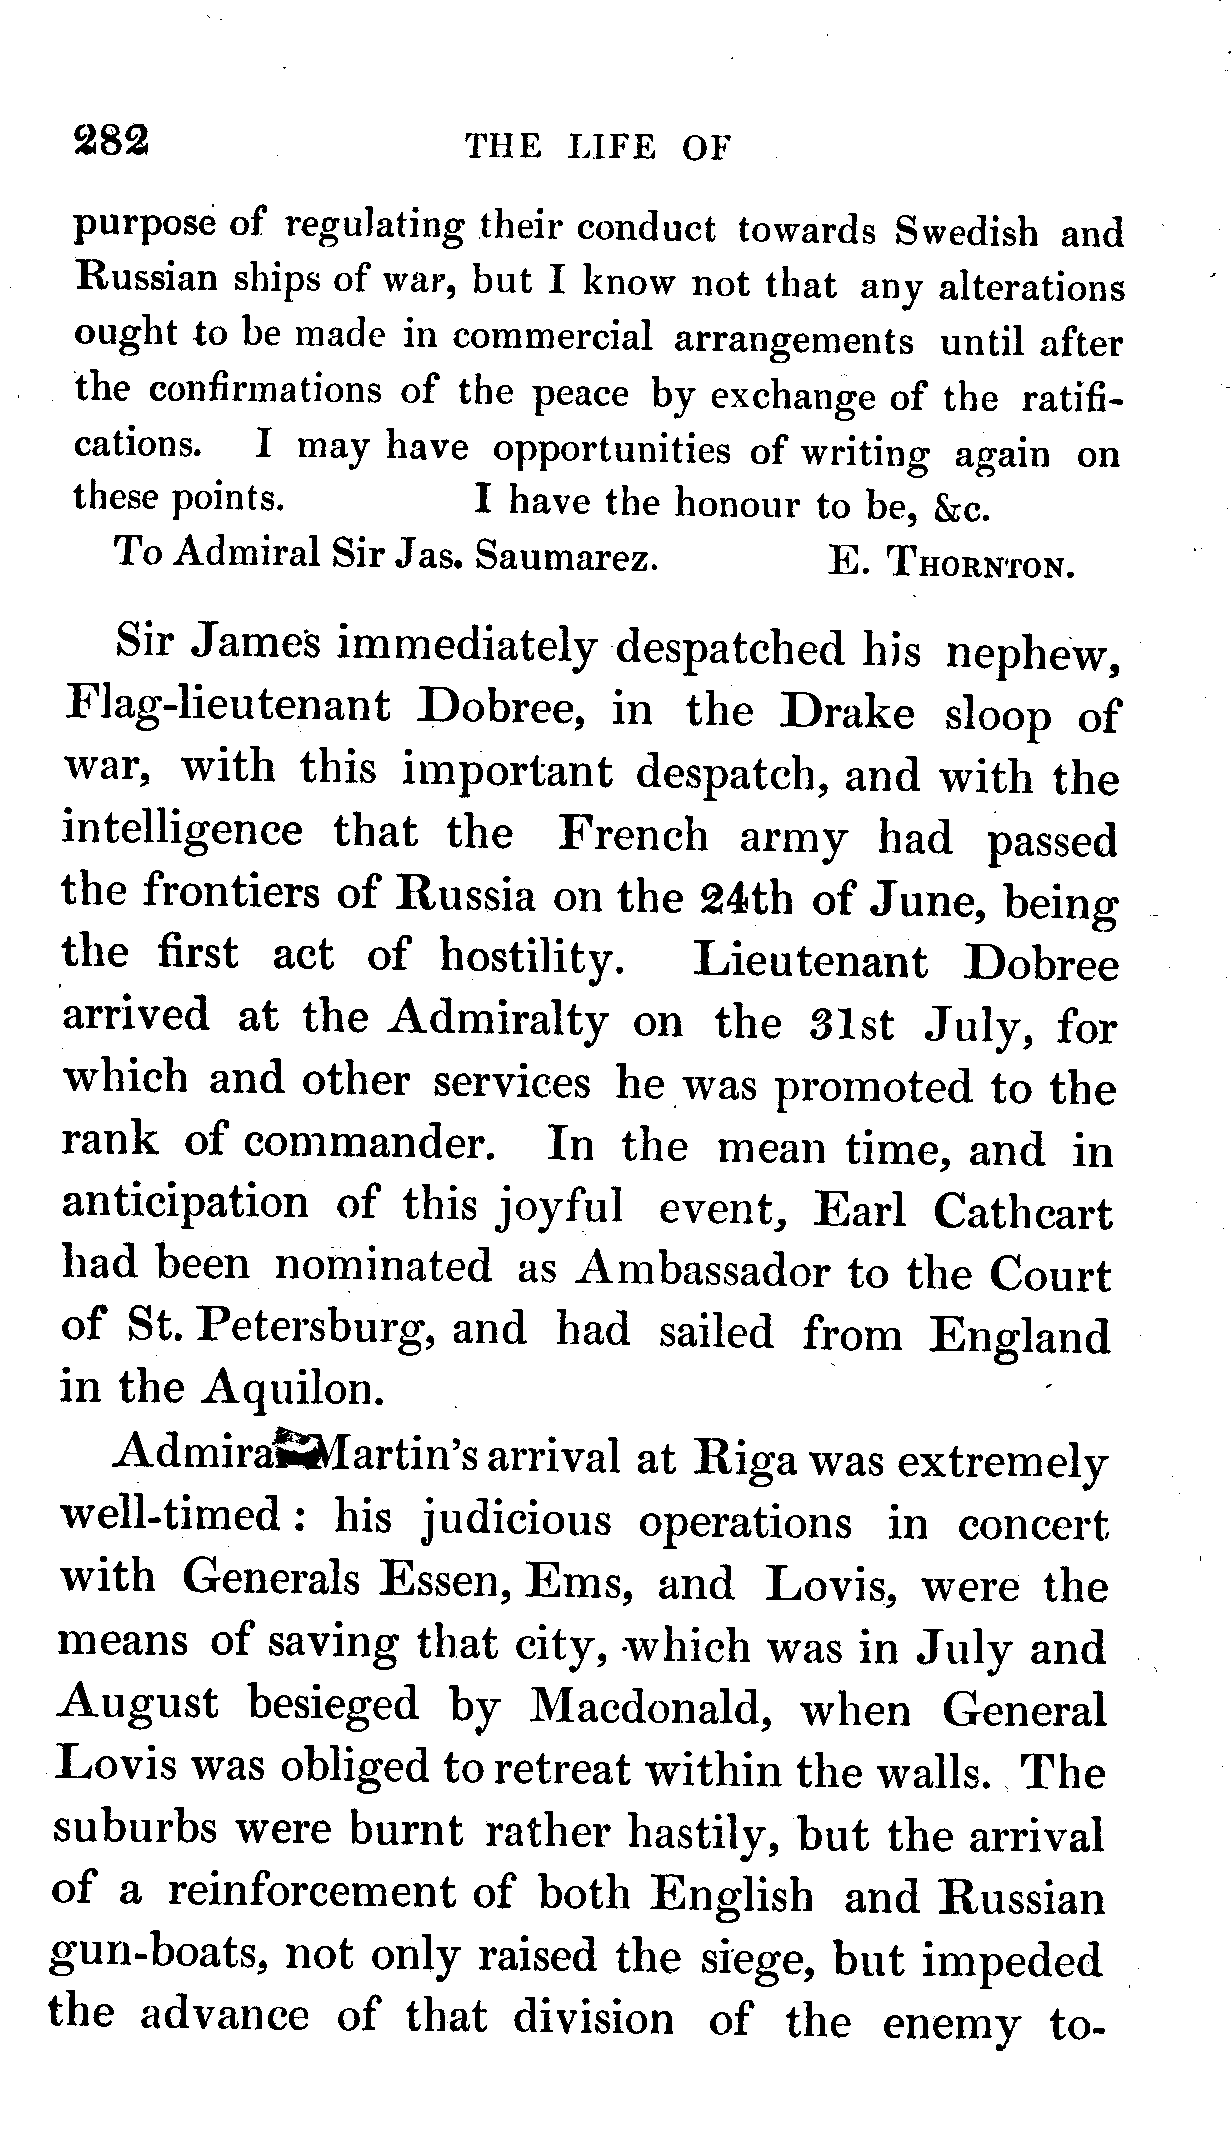 282 THE LIFE OF
purpose of regulating their conduct towards Swedish and
Russian ships of war, but I know not that any alterations
ought to be made in commercial arrangements until after
the confirmations of the peace by exchange of the ratifi-
cations. I may have opportunities of writing again on
these points. I have the honour to be, &c.
To Admiral Sir Jas. Saumarez. E. THORNTON.
Sir James immediately despatched his nephew,
Flag-lieutenant Dobree, in the Drake sloop of
war, with this important despatch, and with the
intelligence that the French army had passed
the frontiers of Russia on the 24th of June, being
the first act of hostility. Lieutenant Dobree
arrived at the Admiralty on the 31st July, for
which and other services he was promoted to the
rank of commander. In the mean time, and in
anticipation of this joyful event, Earl Cathcart
had been nominated as Ambassador to the Court
of St. Petersburg, and had sailed from England
in the Aquilon.
Admiral Martin's arrival at Riga was extremely
well-timed : his judicious operations in concert
with Generals Essen, Ems, and Lovis, were the
means of saving that city, which was in July and
August besieged by Macdonald, when General
Lovis was obliged to retreat within the walls. The
suburbs were burnt rather hastily, but the arrival
of a reinforcement of both English and Russian
gun-boats, not only raised the siege, but impeded
the advance of that division of the enemy to-